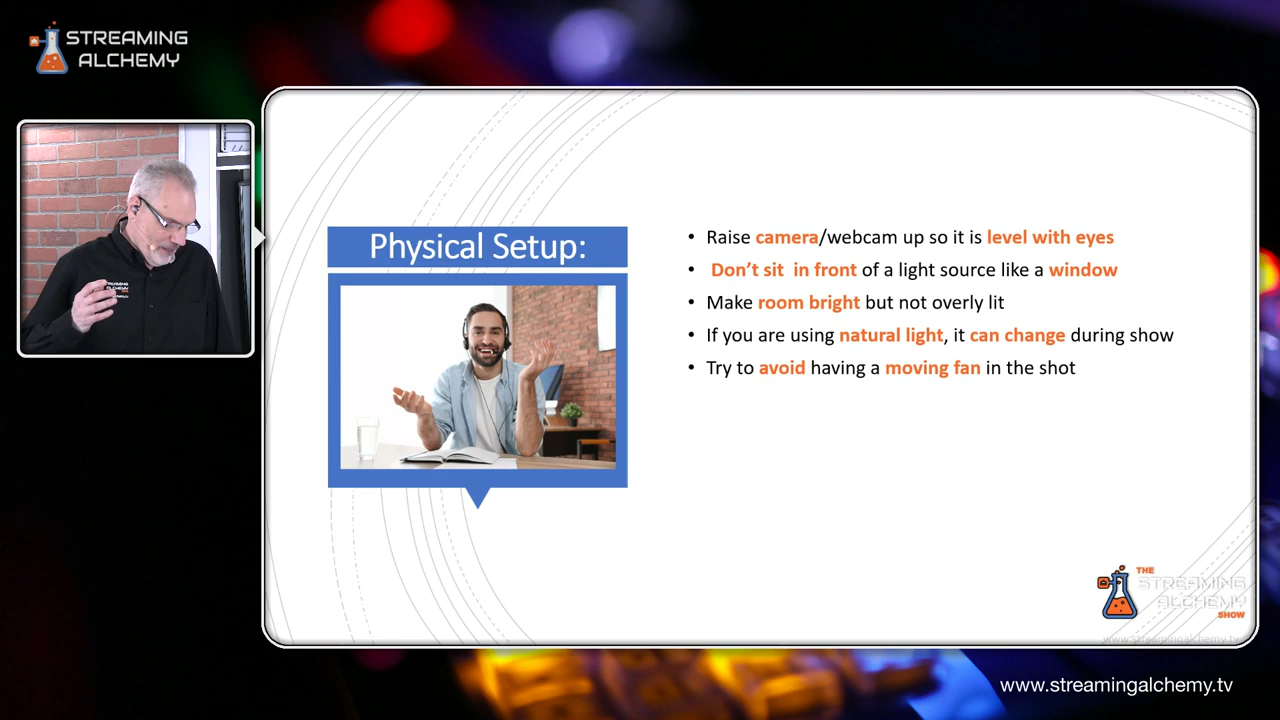 STREAMING
ALCHEMY
Physical Setup:
• Raise camera/webcam up so it is level with eyes
• Don’t sit  in front of a light source like a window
• Make room bright but not overly lit
• If you are using natural light, it can change during show
• Try to avoid having a moving fan in the shot
THE
STREAMING
ALCHEMY
SHOW
www.streamingalchemy.tv
www.streamingalchemy.tv